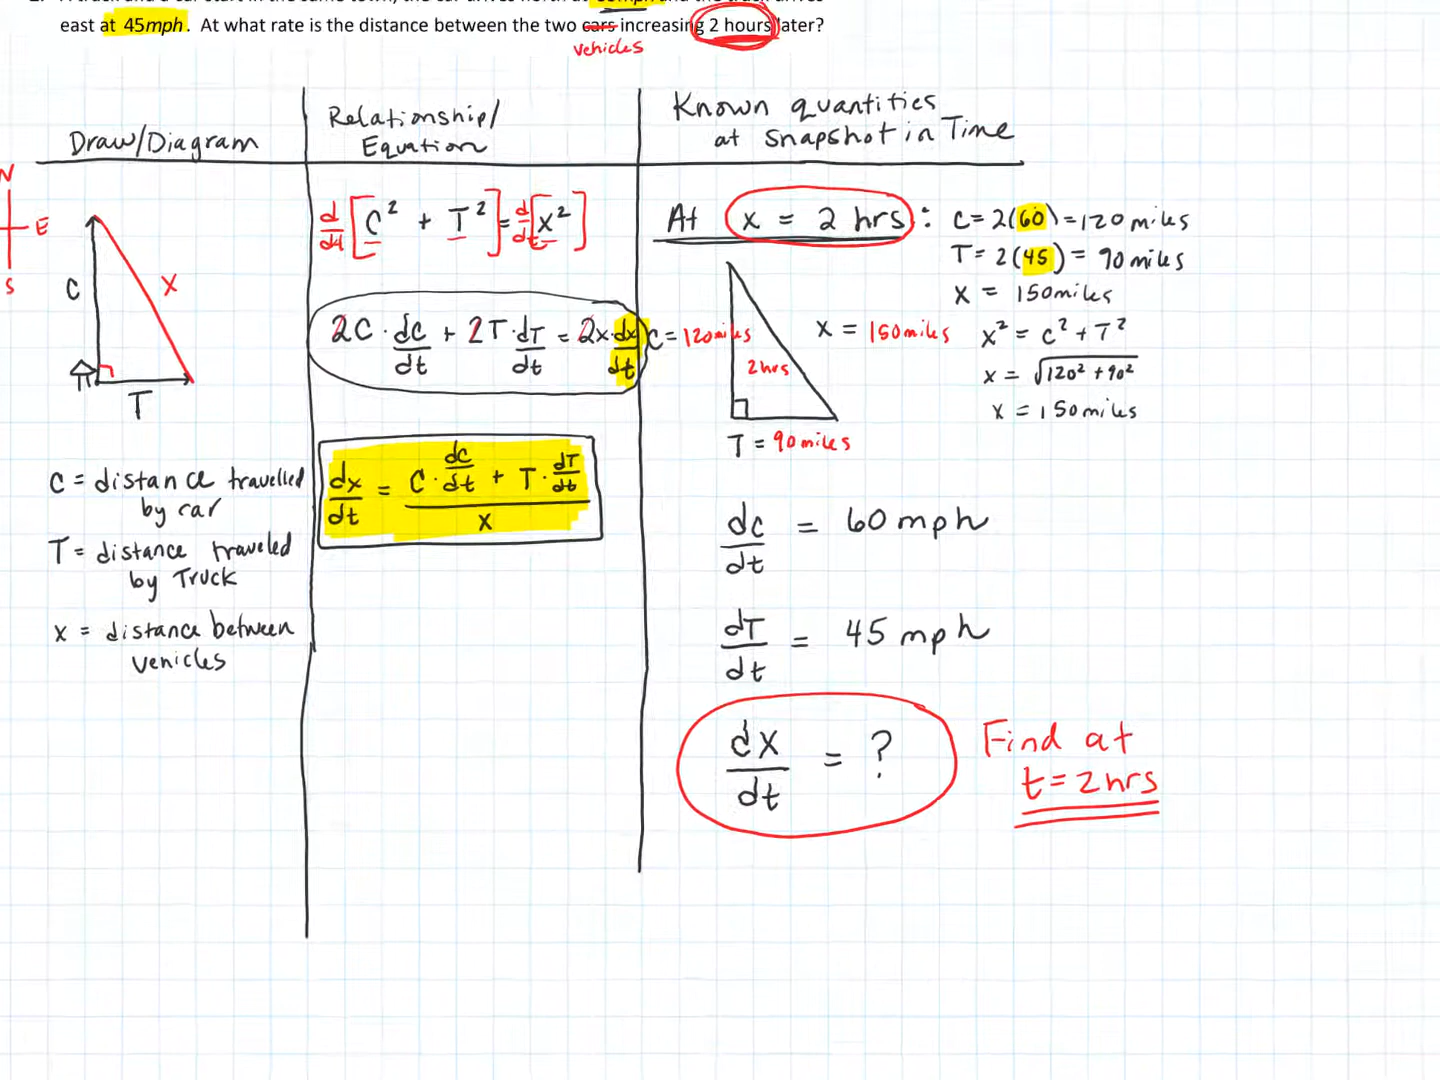 east at 45mph. At what rate is the distance between the two cars increasing 2 hours later?
vehicles
Draw/Diagram
Relationship/
Equation
Known quantities
at Snapshot in Time
N
E
S
C
X
T
d/dt [C² + T²] = d/dt [x²]
2C · dC/dt + 2T · dT/dt = 2x · dx/dt
dx/dt = (C · dC/dt + T · dT/dt) / x
C = distance travelled
by car
T = distance traveled
by Truck
x = distance between
vehicles
At x = 2 hrs :
C = 2(60) = 120 miles
T = 2(45) = 90 miles
x = 150 miles
x² = C² + T²
x = √120² + 90²
x = 150 miles
C = 120 miles
x = 150 miles
2hrs
T = 90 miles
dC/dt = 60 mph
dT/dt = 45 mph
dx/dt = ?
Find at
t = 2 hrs